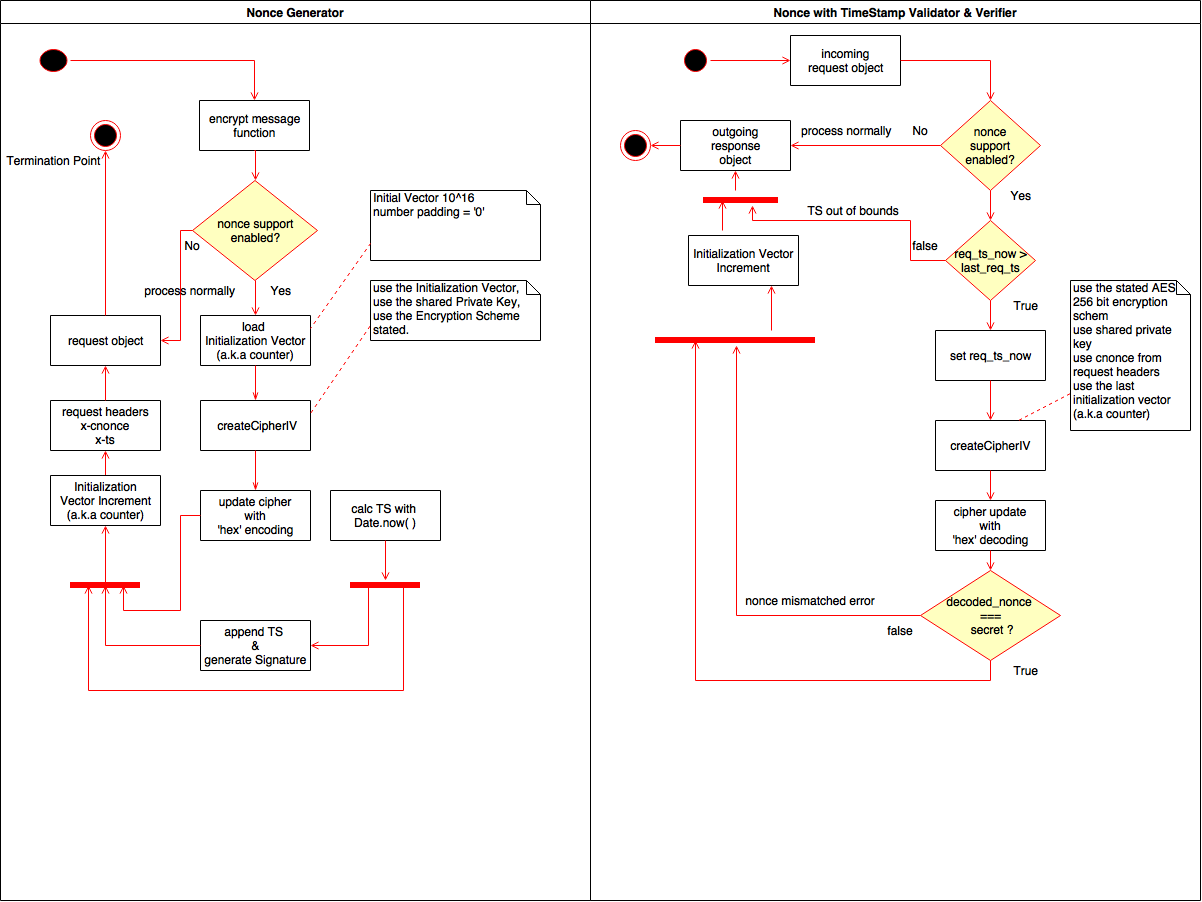 Nonce Generator
encrypt message
function
Termination Point
nonce support
enabled?
No
Yes
process normally
Initial Vector 10^16
number padding = '0'
use the Initialization Vector,
use the shared Private Key,
use the Encryption Scheme
stated.
request object
load
Initialization Vector
(a.k.a counter)
request headers
x-cnonce
x-ts
createCipherIV
Initialization
Vector Increment
(a.k.a counter)
update cipher
with
'hex' encoding
calc TS with
Date.now( )
append TS
&
generate Signature
Nonce with TimeStamp Validator & Verifier
incoming
request object
outgoing
response
object
process normally
No
nonce
support
enabled?
Yes
TS out of bounds
false
Initialization Vector
Increment
req_ts_now >
last_req_ts
True
use the stated AES
256 bit encryption
schem
use shared private
key
use cnonce from
request headers
use the last
initialization vector
(a.k.a counter)
set req_ts_now
createCipherIV
cipher update
with
'hex' decoding
nonce mismatched error
false
decoded_nonce
===
secret ?
True